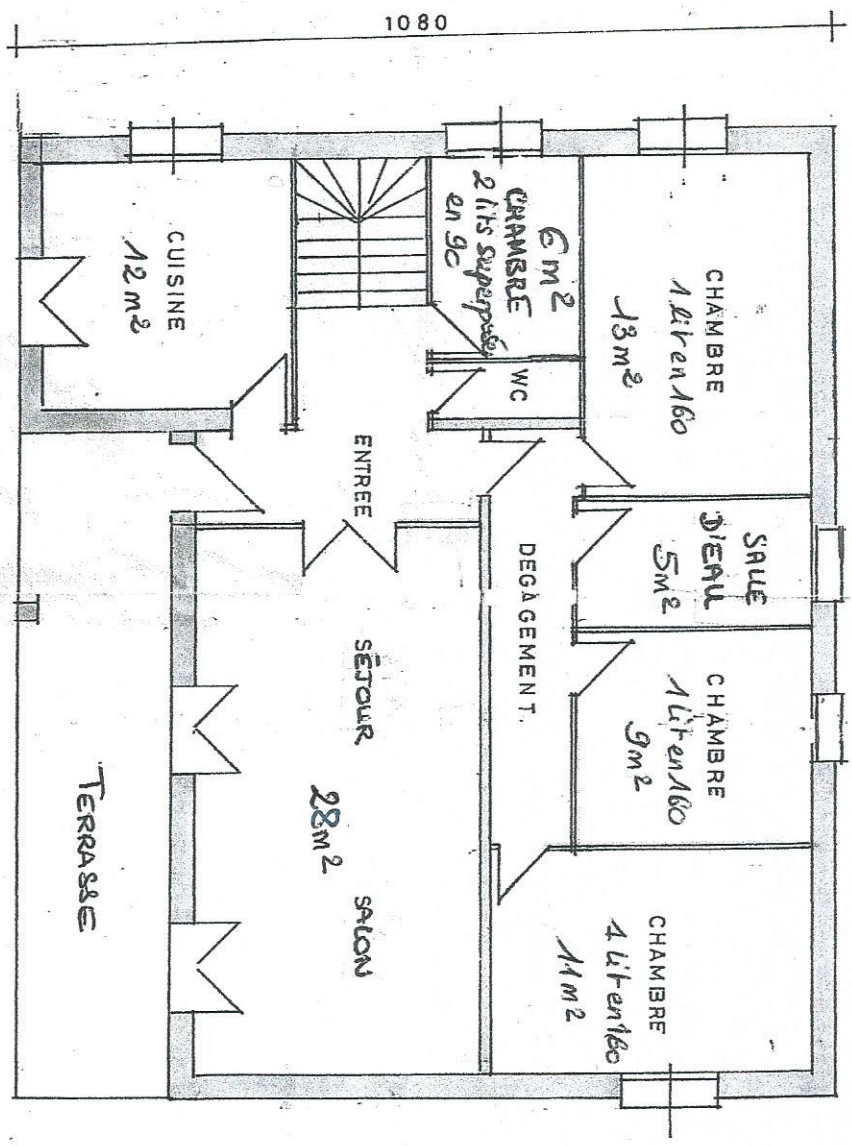 1080
CUISINE
12 m2
6 m2
CHAMBRE
2 lits superposés
en 90
CHAMBRE
1 lit en 160
13 m2
WC
ENTREE
SALLE
D'EAU
5 m2
DEGAGEMENT.
CHAMBRE
1 lit en 160
9 m2
SÉJOUR
SALON
28 m2
CHAMBRE
1 lit en 160
11 m2
TERRASSE